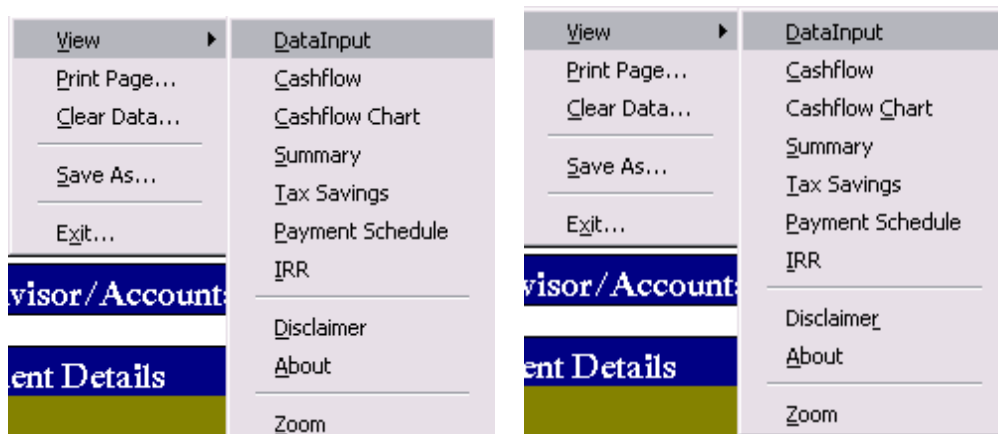 View
Print Page...
Clear Data...
Save As...
Exit...
visor/Account
ent Details
DataInput
Cashflow
Cashflow Chart
Summary
Tax Savings
Payment Schedule
IRR
Disclaimer
About
Zoom
View
Print Page...
Clear Data...
Save As...
Exit...
visor/Account
ent Details
DataInput
Cashflow
Cashflow Chart
Summary
Tax Savings
Payment Schedule
IRR
Disclaimer
About
Zoom